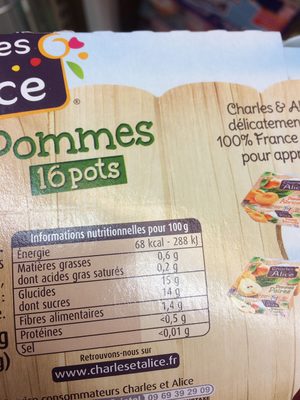 es
ice
Pommes
16 pots
Charles & Al
délicatemen
100% France
pour appr
Informations nutritionnelles pour 100 g
Energie 68 kcal - 288 kJ
Matières grasses 0,6 g
dont acides gras saturés 0,2 g
Glucides 15 g
dont sucres 14 g
Fibres alimentaires 1,4 g
Protéines <0,5 g
Sel <0,01 g
Retrouvons-nous sur
www.charlesetalice.fr
consommateurs Charles et Alice
09 69 39 29 09